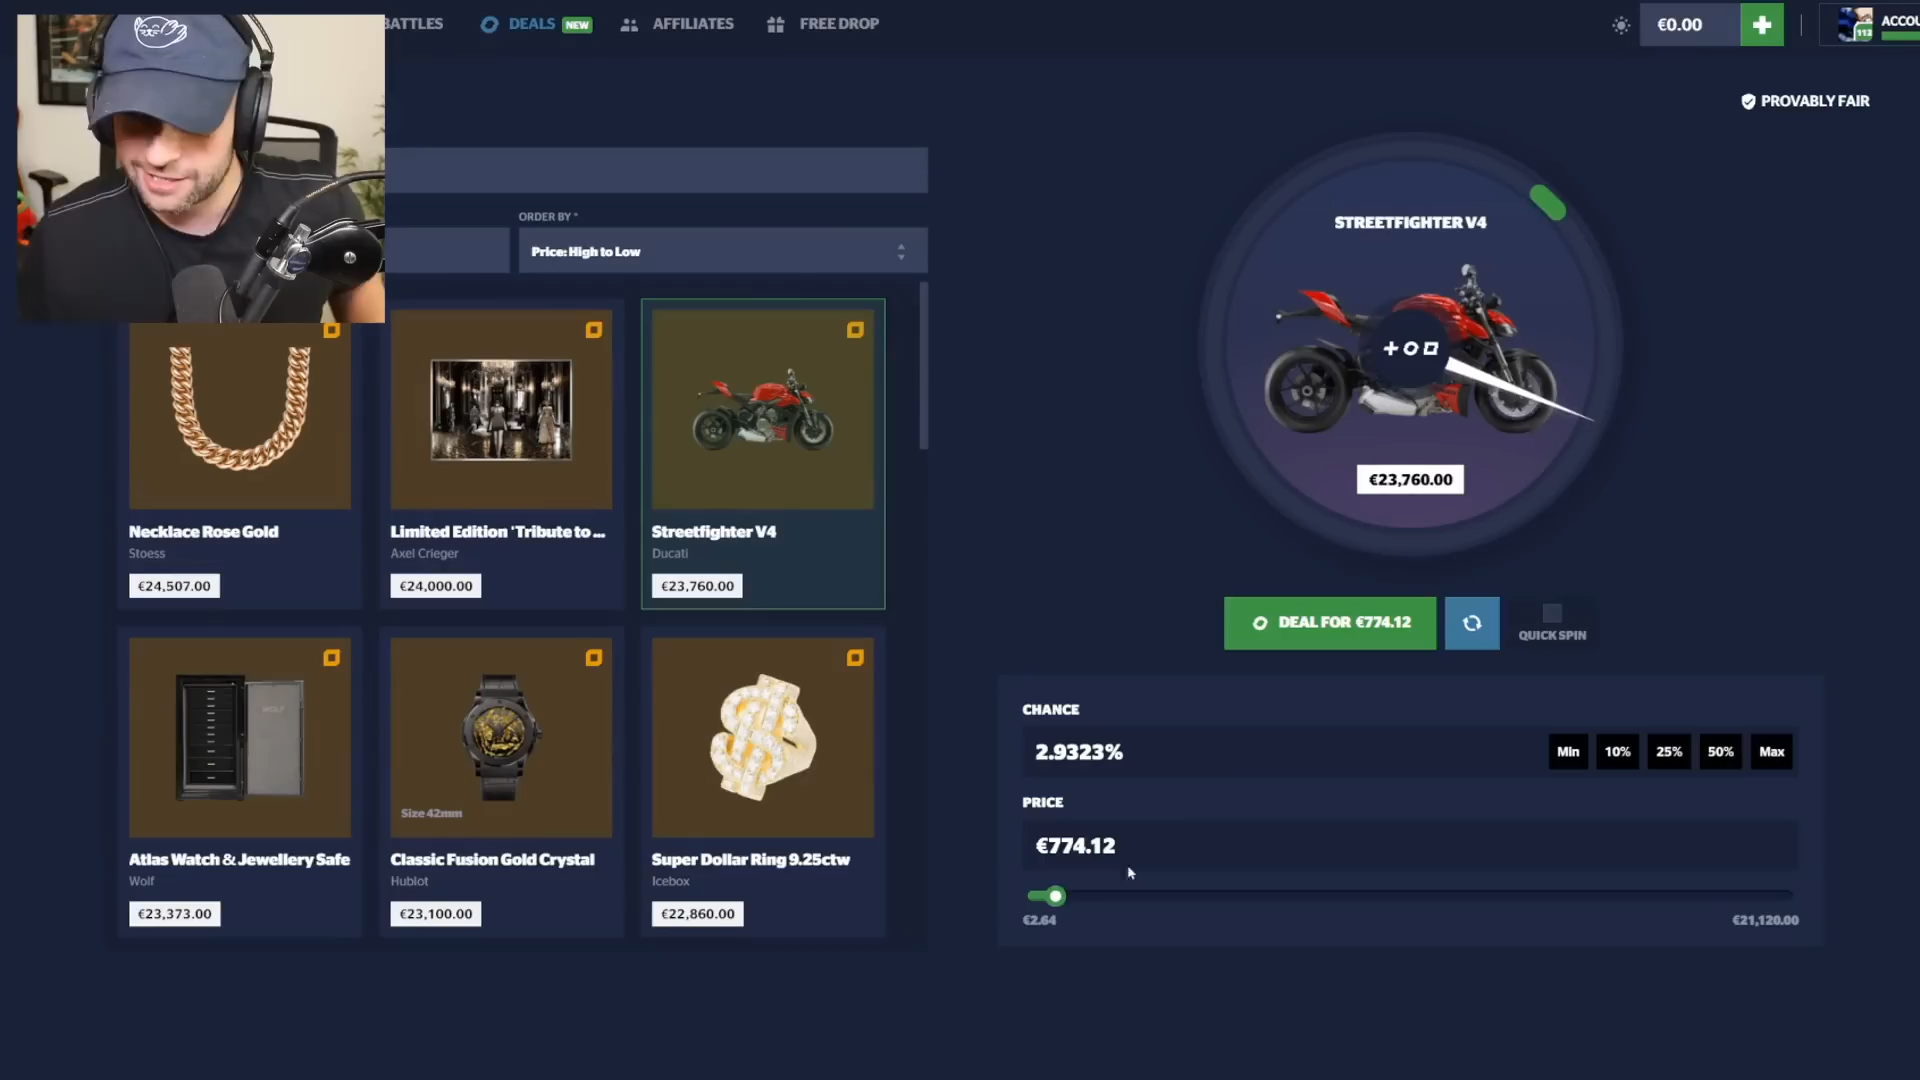 BATTLES
DEALS NEW
AFFILIATES
FREE DROP
€0.00
112
PROVABLY FAIR
ORDER BY *
Price: High to Low
STREETFIGHTER V4
€23,760.00
Necklace Rose Gold
Stoess
€24,507.00
Limited Edition 'Tribute to ...
Axel Crieger
€24,000.00
Streetfighter V4
Ducati
€23,760.00
DEAL FOR €774.12
QUICK SPIN
WOLF
Atlas Watch & Jewellery Safe
Wolf
€23,373.00
Size 42mm
Classic Fusion Gold Crystal
Hublot
€23,100.00
Super Dollar Ring 9.25ctw
Icebox
€22,860.00
CHANCE
2.9323%
Min
10%
25%
50%
Max
PRICE
€774.12
€2.64
€21,120.00